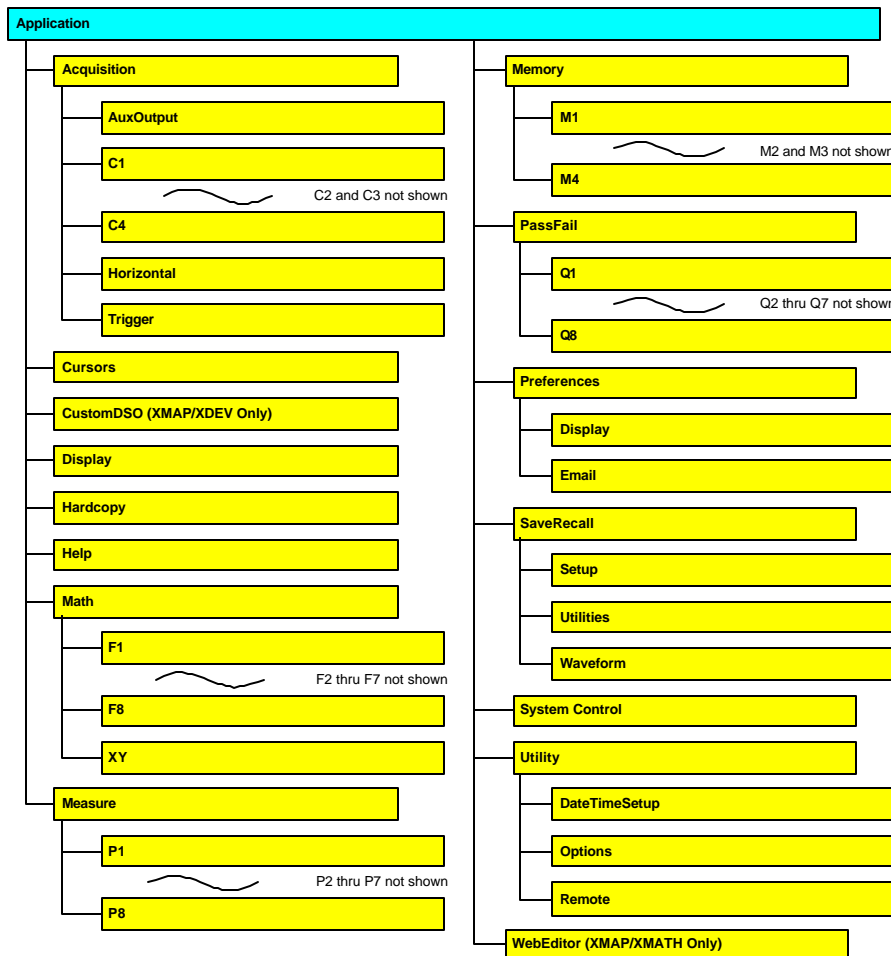 Application
Acquisition
AuxOutput
C1
C2 and C3 not shown
C4
Horizontal
Trigger
Cursors
CustomDSO (XMAP/XDEV Only)
Display
Hardcopy
Help
Math
F1
F2 thru F7 not shown
F8
XY
Measure
P1
P2 thru P7 not shown
P8
Memory
M1
M2 and M3 not shown
M4
PassFail
Q1
Q2 thru Q7 not shown
Q8
Preferences
Display
Email
SaveRecall
Setup
Utilities
Waveform
System Control
Utility
DateTimeSetup
Options
Remote
WebEditor (XMAP/XMATH Only)